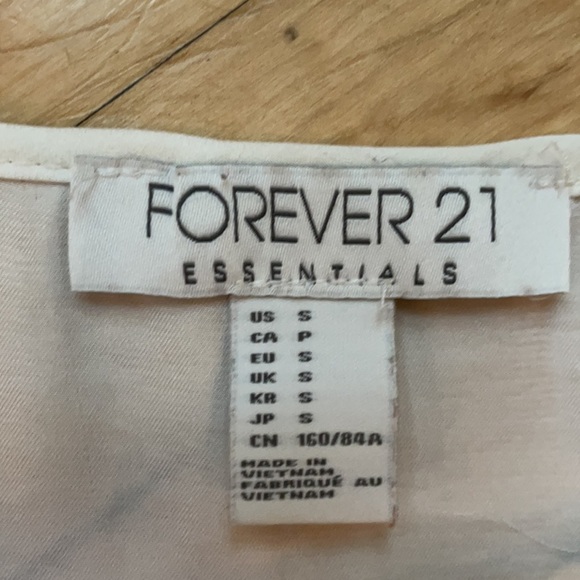 FOREVER 21
ESSENTIALS
US S
CA P
EU S
UK S
KR S
JP S
CN 160/84A
MADE IN
VIETNAM
FABRIQUÉ AU
VIETNAM